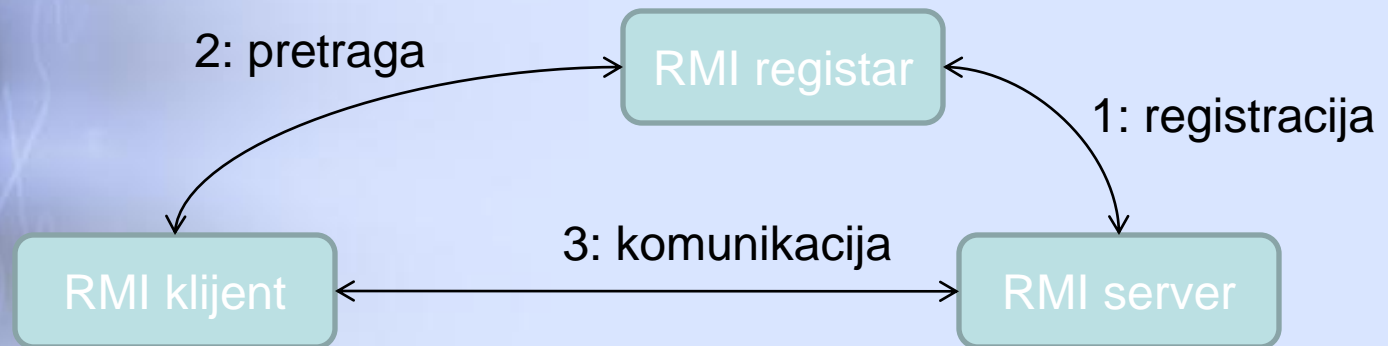 2: pretraga
RMI registar
1: registracija
3: komunikacija
RMI klijent
RMI server